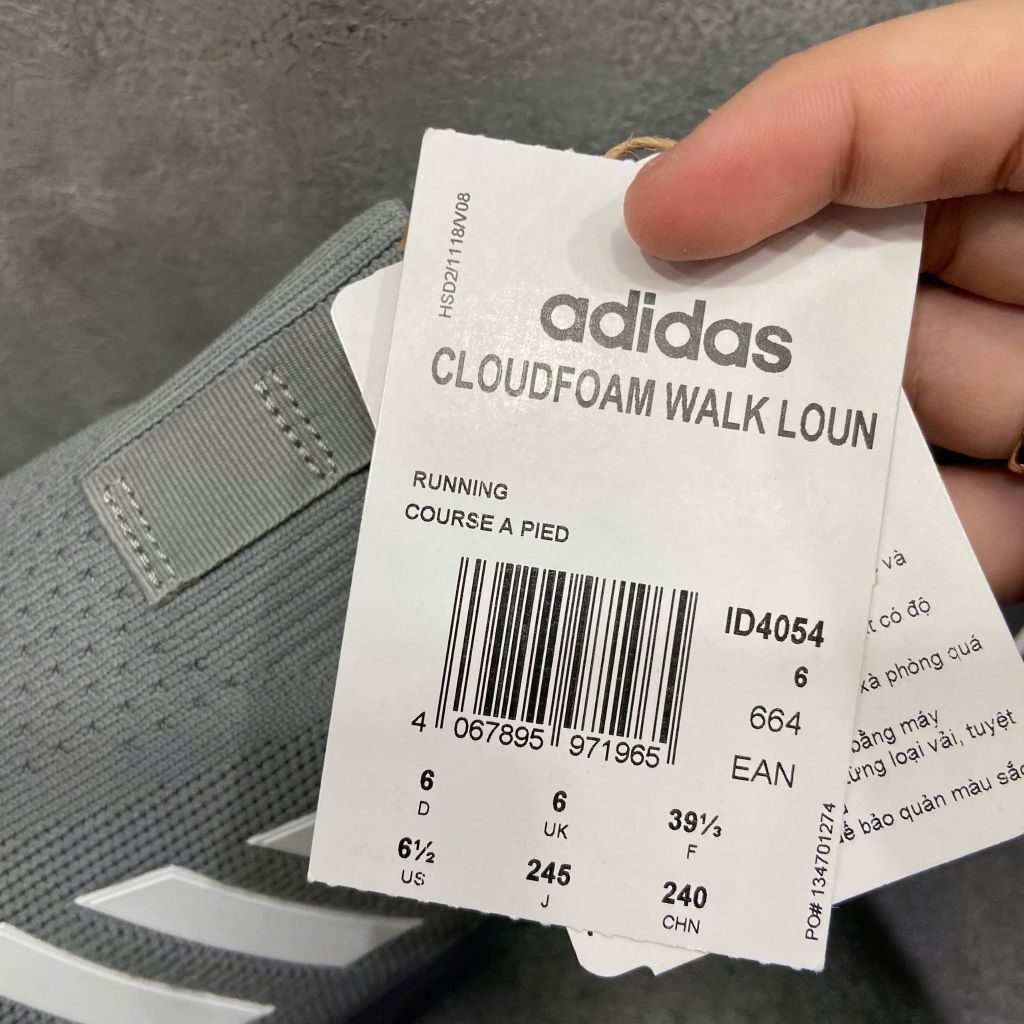 HSD2/1118/V08
adidas
CLOUDFOAM WALK LOUN
RUNNING
COURSE A PIED
ID4054
6
664
EAN
4 067895 971965
6 6 39⅓
D UK F
6½ 245 240
US J CHN
PO# 134701274
và
có độ
xà phòng quá
bằng máy
từng loại vải, tuyệt
bảo quản màu sắc